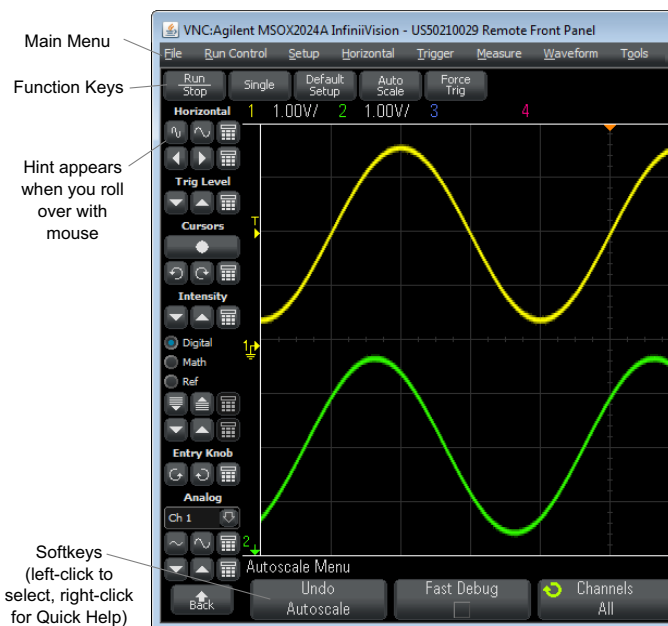 VNC:Agilent MSOX2024A InfiniiVision - US50210029 Remote Front Panel
Main Menu
File Run Control Setup Horizontal Trigger Measure Waveform Tools
Function Keys
Run
Stop
Single
Default
Setup
Auto
Scale
Force
Trig
Horizontal
1 1.00V/ 2 1.00V/ 3 4
Hint appears
when you roll
over with
mouse
Trig Level
T
Cursors
Intensity
Digital
Math
Ref
1
Entry Knob
Analog
Ch 1
2
Softkeys
(left-click to
select, right-click
for Quick Help)
Autoscale Menu
Back
Undo
Autoscale
Fast Debug
Channels
All